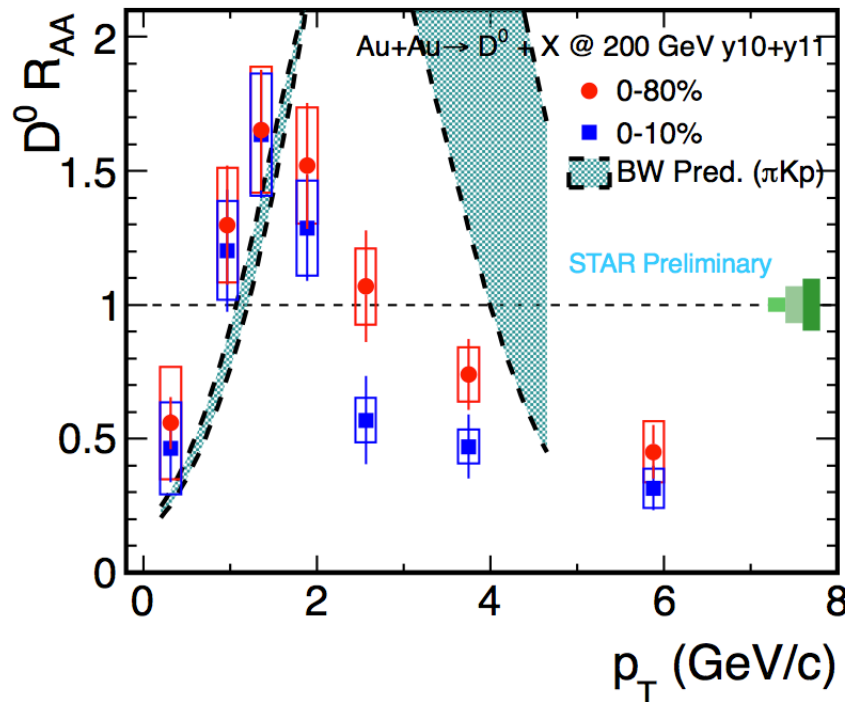 Au+Au→ D⁰ + X @ 200 GeV y10+y11
0-80%
0-10%
BW Pred. (πKp)
STAR Preliminary
D⁰ R_AA
2
1.5
1
0.5
0
0 2 4 6 8
p_T (GeV/c)